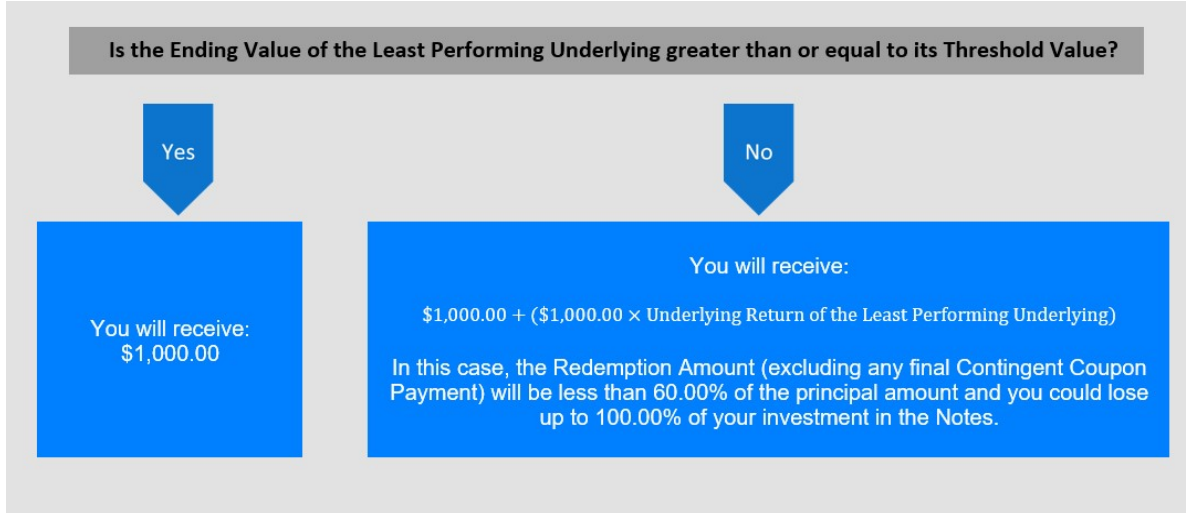 Is the Ending Value of the Least Performing Underlying greater than or equal to its Threshold Value?
Yes
No
You will receive:
$1,000.00
You will receive:
$1,000.00 + ($1,000.00 × Underlying Return of the Least Performing Underlying)
In this case, the Redemption Amount (excluding any final Contingent Coupon
Payment) will be less than 60.00% of the principal amount and you could lose
up to 100.00% of your investment in the Notes.